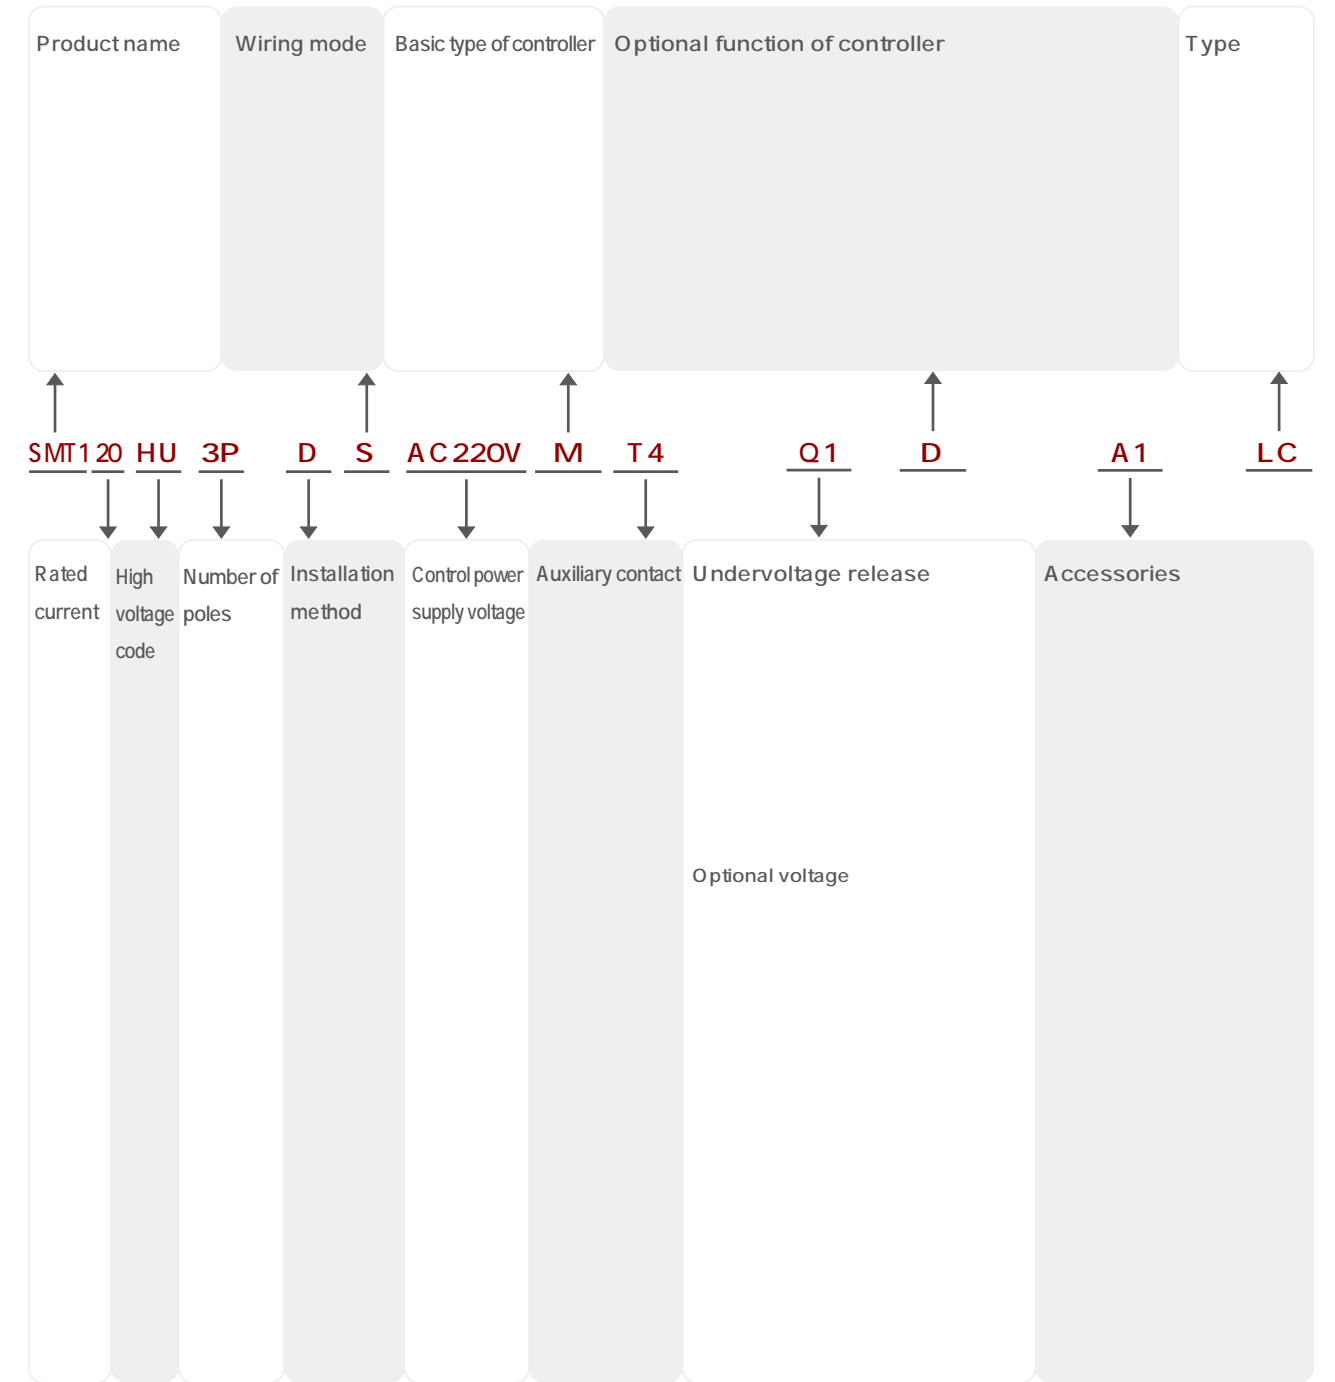 Product name
Wiring mode
Basic type of controller
Optional function of controller
Type
SMT1 20 HU 3P D S AC220V M T4 Q1 D A1 LC
Rated
current
High
voltage
code
Number of
poles
Installation
method
Control power
supply voltage
Auxiliary contact
Undervoltage release
Optional voltage
Accessories